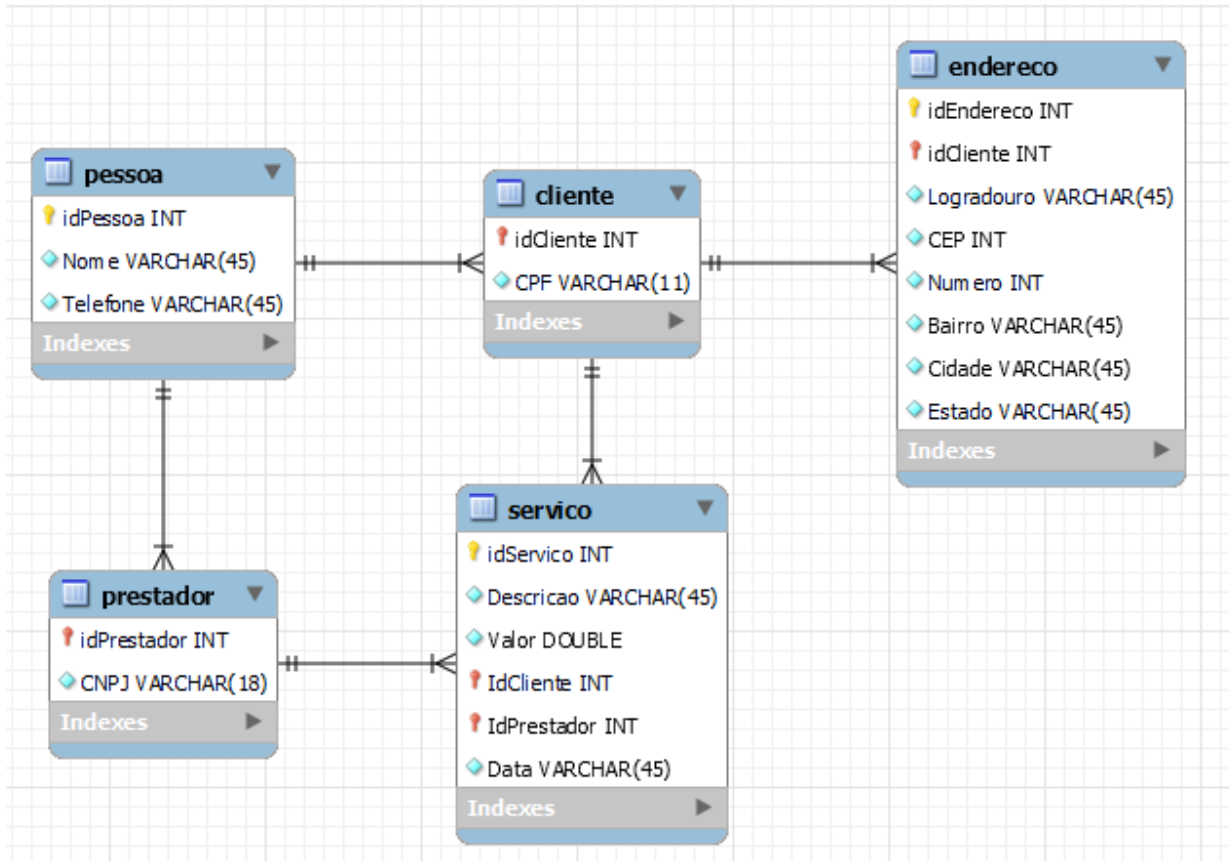 pessoa
idPessoa INT
Nome VARCHAR(45)
Telefone VARCHAR(45)
Indexes
cliente
idCliente INT
CPF VARCHAR(11)
Indexes
endereco
idEndereco INT
idCliente INT
Logradouro VARCHAR(45)
CEP INT
Numero INT
Bairro VARCHAR(45)
Cidade VARCHAR(45)
Estado VARCHAR(45)
Indexes
prestador
idPrestador INT
CNPJ VARCHAR(18)
Indexes
servico
idServico INT
Descricao VARCHAR(45)
Valor DOUBLE
IdCliente INT
IdPrestador INT
Data VARCHAR(45)
Indexes